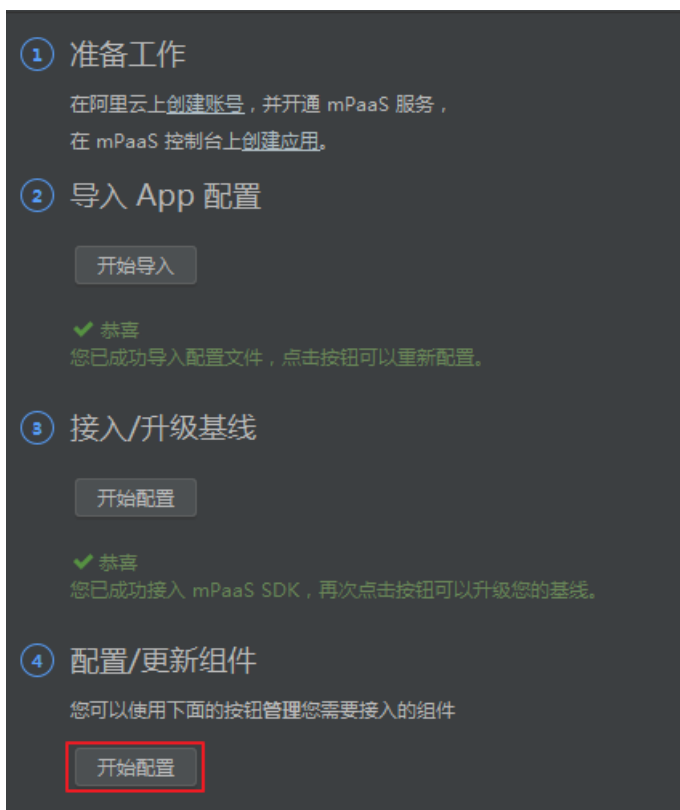 1 准备工作
在阿里云上创建账号，并开通 mPaaS 服务，
在 mPaaS 控制台上创建应用。
2 导入 App 配置
开始导入
✔ 恭喜
您已成功导入配置文件，点击按钮可以重新配置。
3 接入/升级基线
开始配置
✔ 恭喜
您已成功接入 mPaaS SDK，再次点击按钮可以升级您的基线。
4 配置/更新组件
您可以使用下面的按钮管理您需要接入的组件
开始配置